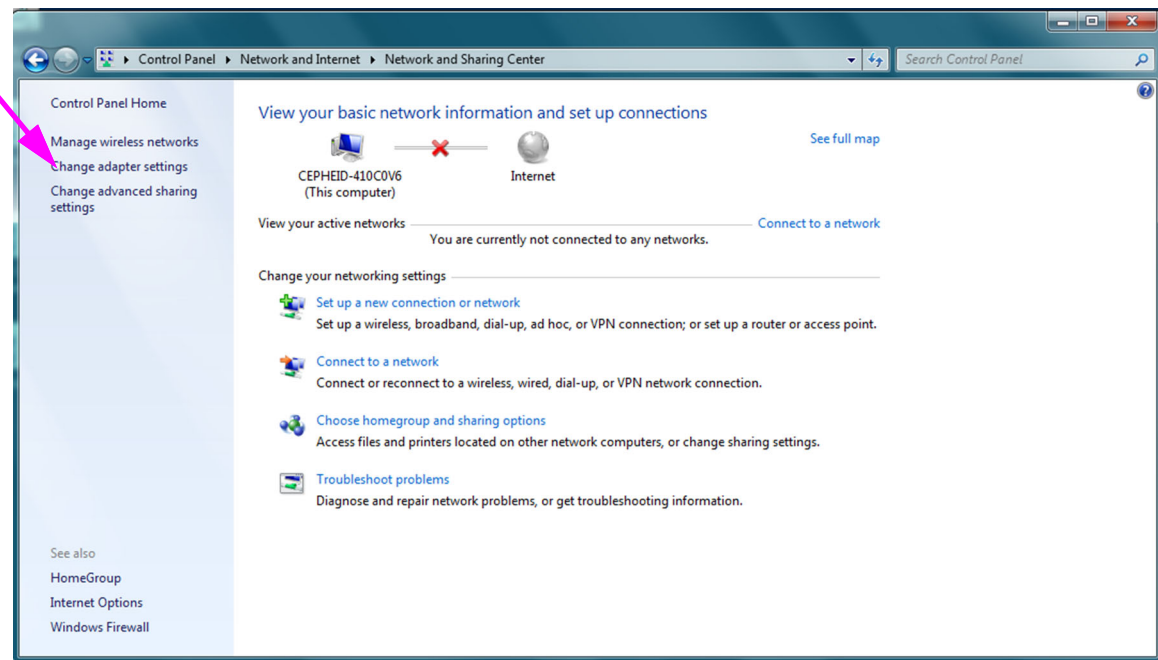 Control Panel ▸ Network and Internet ▸ Network and Sharing Center
Search Control Panel
Control Panel Home
Manage wireless networks
Change adapter settings
Change advanced sharing
settings
See also
HomeGroup
Internet Options
Windows Firewall
View your basic network information and set up connections
See full map
CEPHEID-410C0V6
(This computer)
Internet
View your active networks
Connect to a network
You are currently not connected to any networks.
Change your networking settings
Set up a new connection or network
Set up a wireless, broadband, dial-up, ad hoc, or VPN connection; or set up a router or access point.
Connect to a network
Connect or reconnect to a wireless, wired, dial-up, or VPN network connection.
Choose homegroup and sharing options
Access files and printers located on other network computers, or change sharing settings.
Troubleshoot problems
Diagnose and repair network problems, or get troubleshooting information.